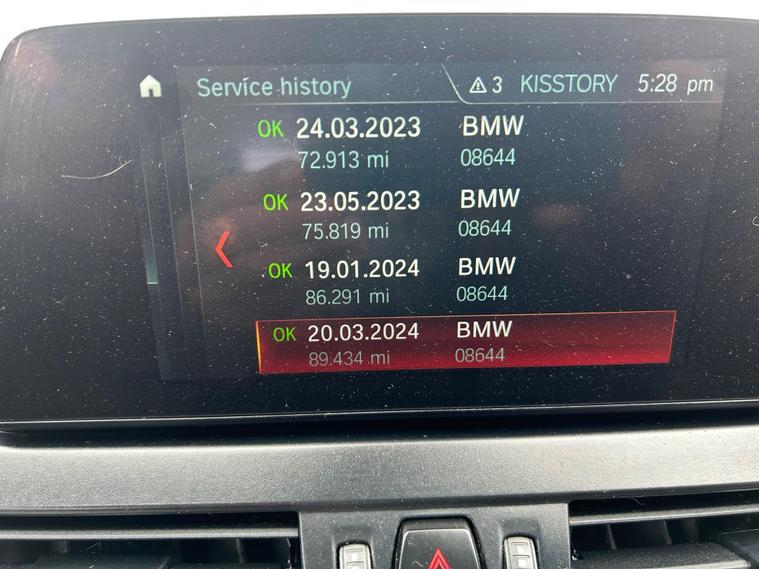 Service history 3 KISSTORY 5:28 pm
OK 24.03.2023 BMW
72.913 mi 08644
OK 23.05.2023 BMW
75.819 mi 08644
OK 19.01.2024 BMW
86.291 mi 08644
OK 20.03.2024 BMW
89.434 mi 08644